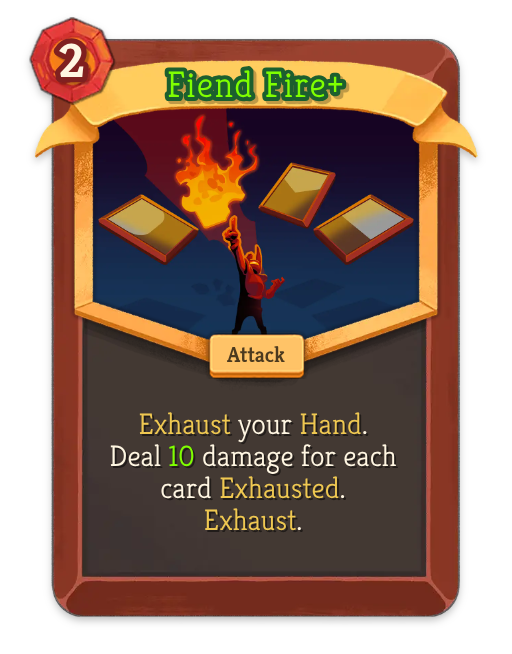 2
Fiend Fire+
Attack
Exhaust your Hand.
Deal 10 damage for each
card Exhausted.
Exhaust.